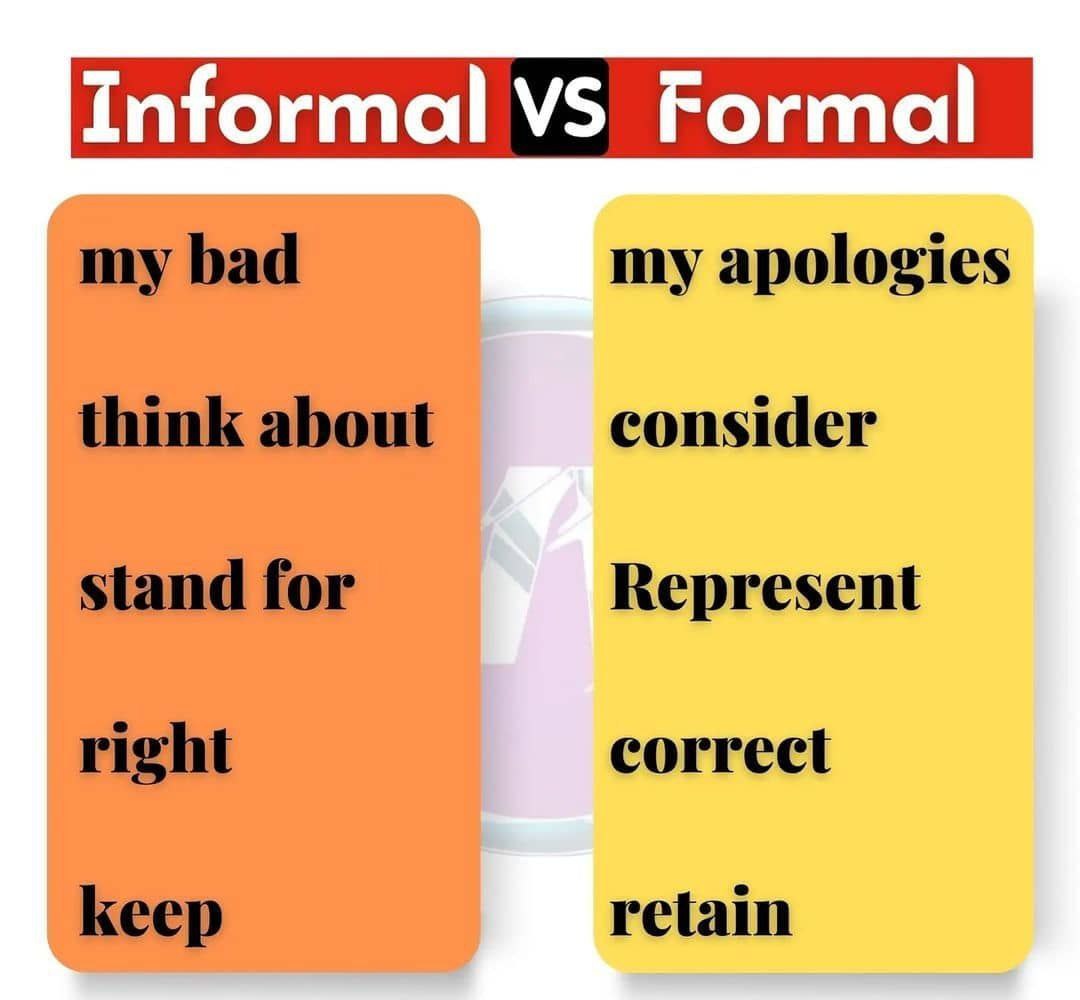 Informal VS Formal
my bad
my apologies
think about
consider
stand for
Represent
right
correct
keep
retain